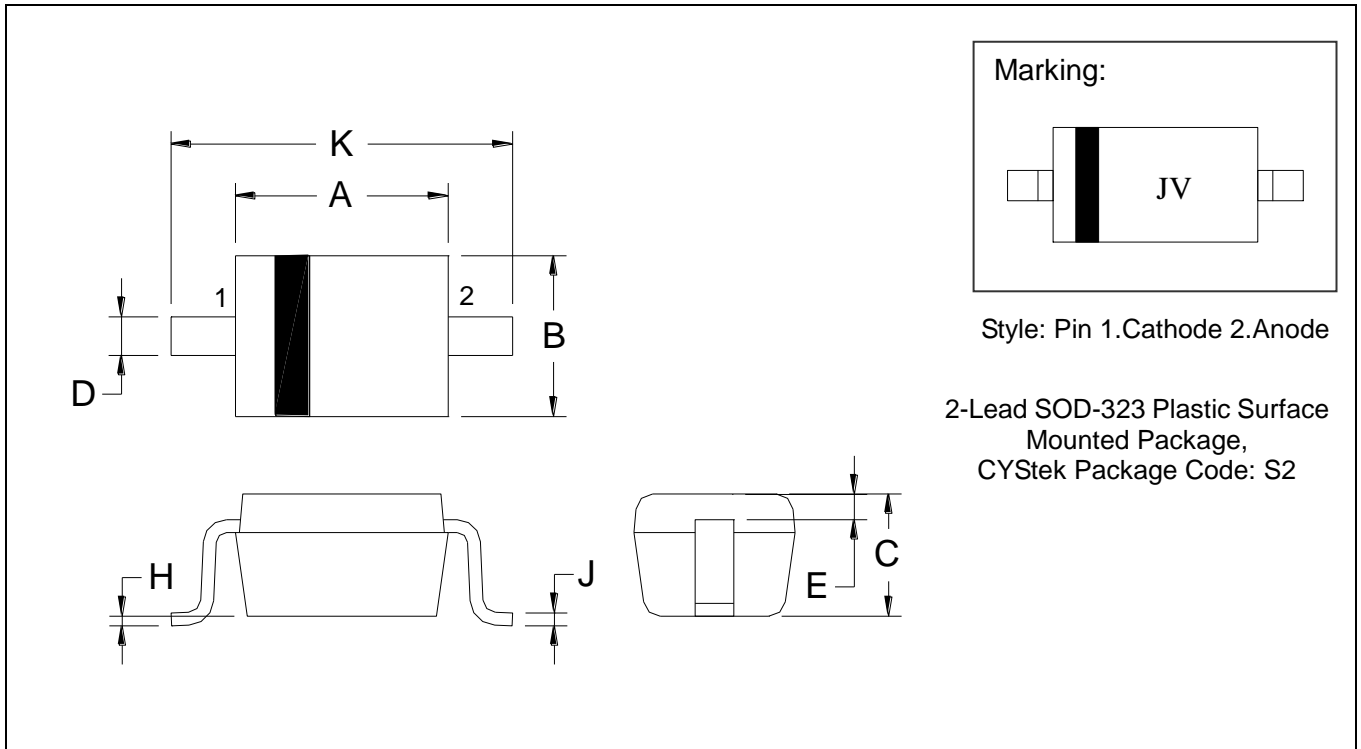 Marking:
JV
Style: Pin 1.Cathode 2.Anode
2-Lead SOD-323 Plastic Surface
Mounted Package,
CYStek Package Code: S2
K
A
1
2
B
D
H
J
E
C